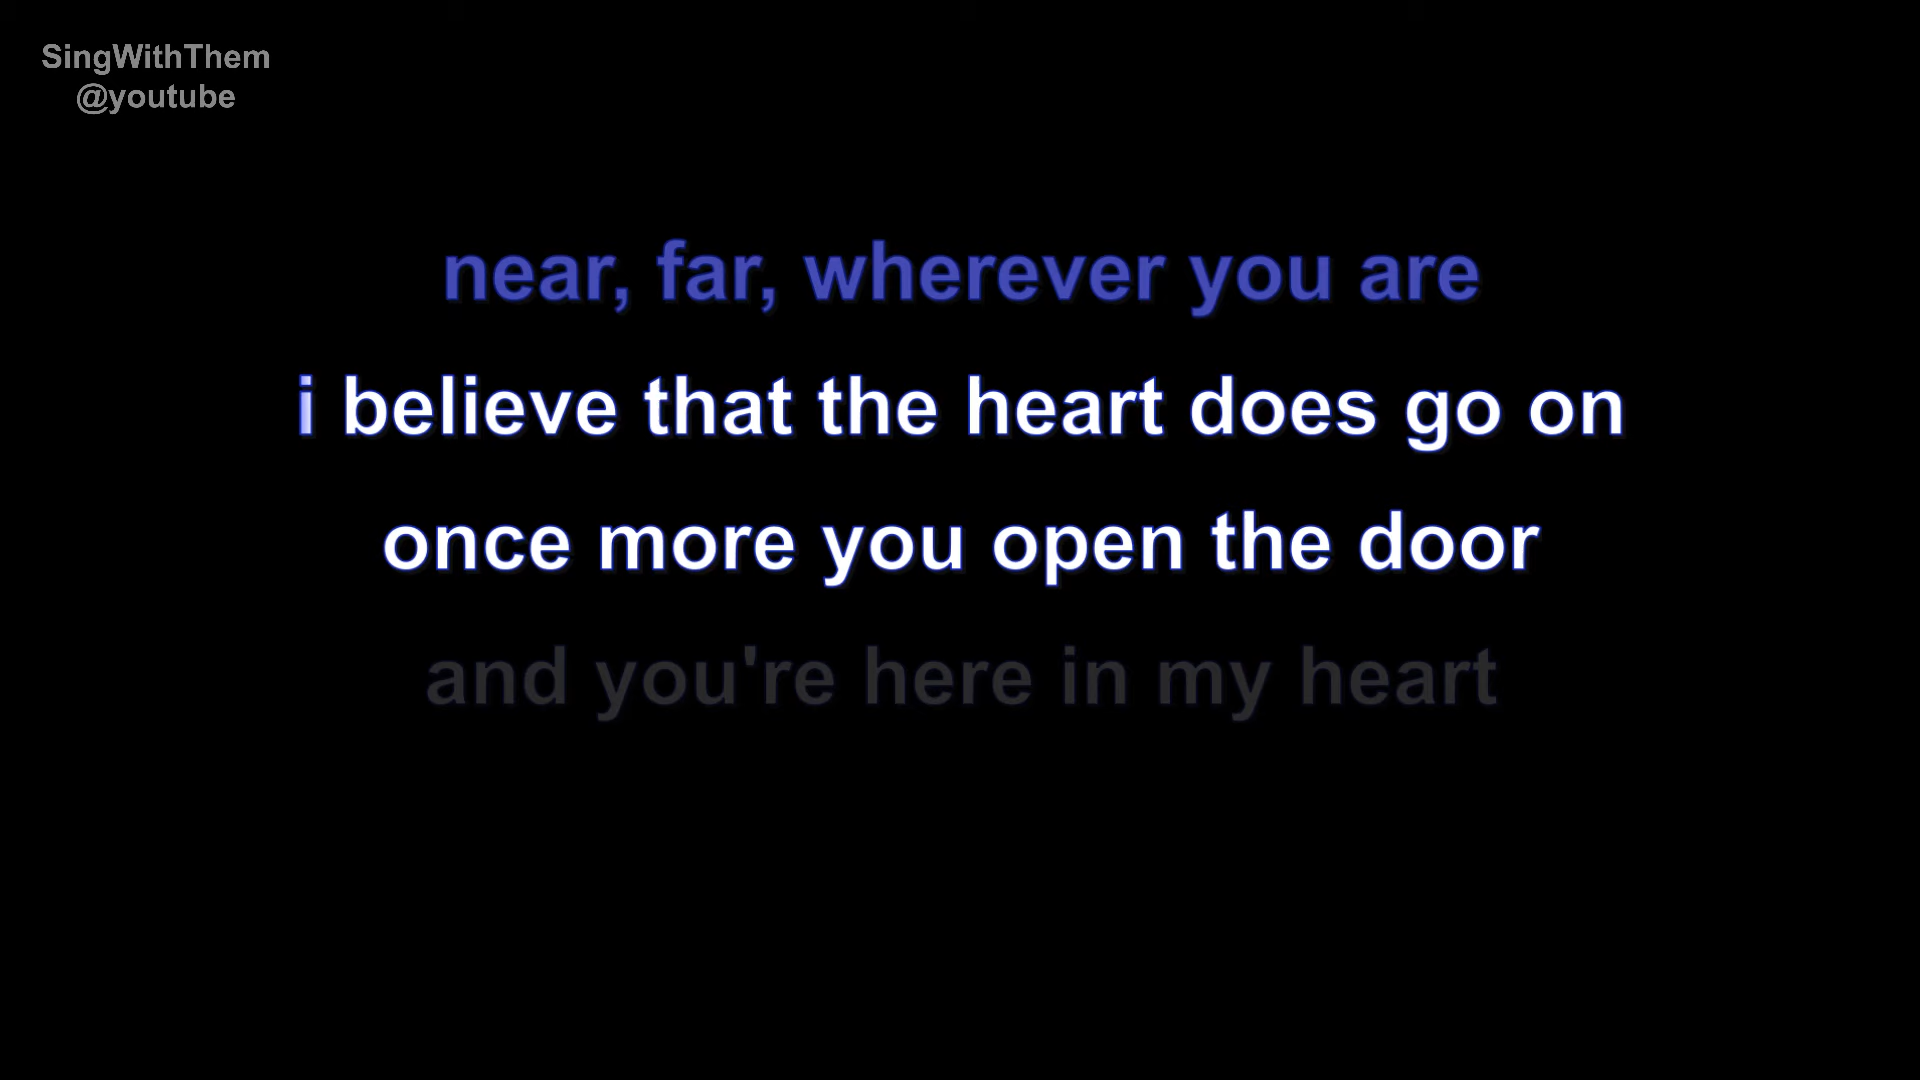 SingWithThem
@youtube
near, far, wherever you are
i believe that the heart does go on
once more you open the door
and you're here in my heart